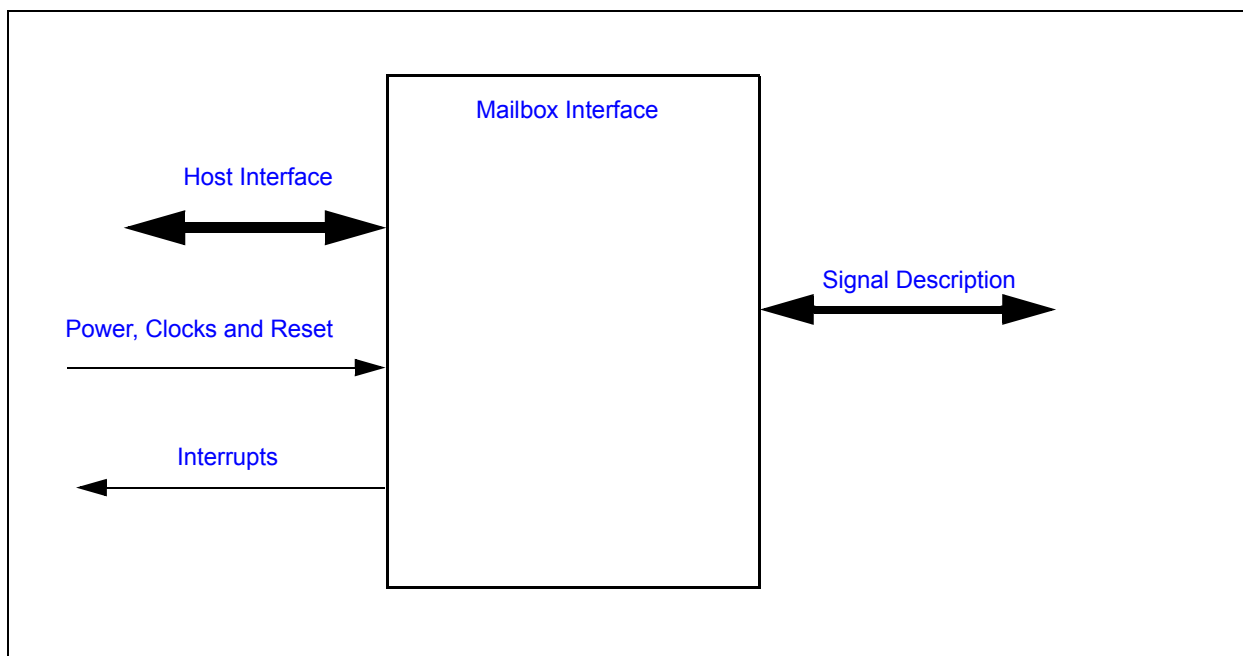 Mailbox Interface
Host Interface
Signal Description
Power, Clocks and Reset
Interrupts